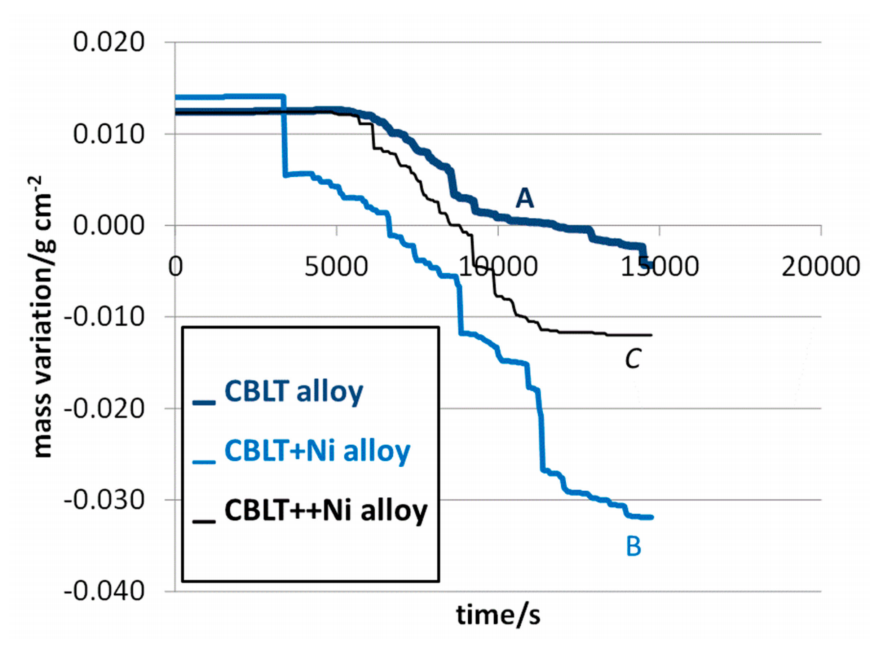 0.020
0.010
0.000
-0.010
-0.020
-0.030
-0.040
mass variation/g cm-2
0 5000 10000 15000 20000
time/s
A
B
C
CBLT alloy
CBLT+Ni alloy
CBLT++Ni alloy